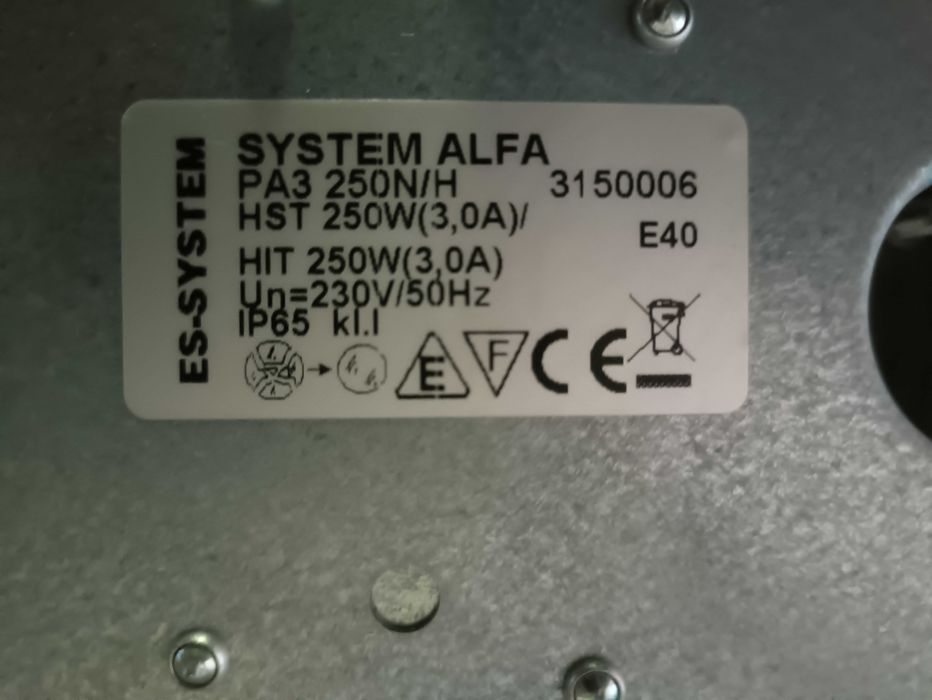 ES-SYSTEM
SYSTEM ALFA
PA3 250N/H 3150006
HST 250W(3,0A)/
E40
HIT 250W(3,0A)
Un=230V/50Hz
IP65 kl.I
E
F
CE